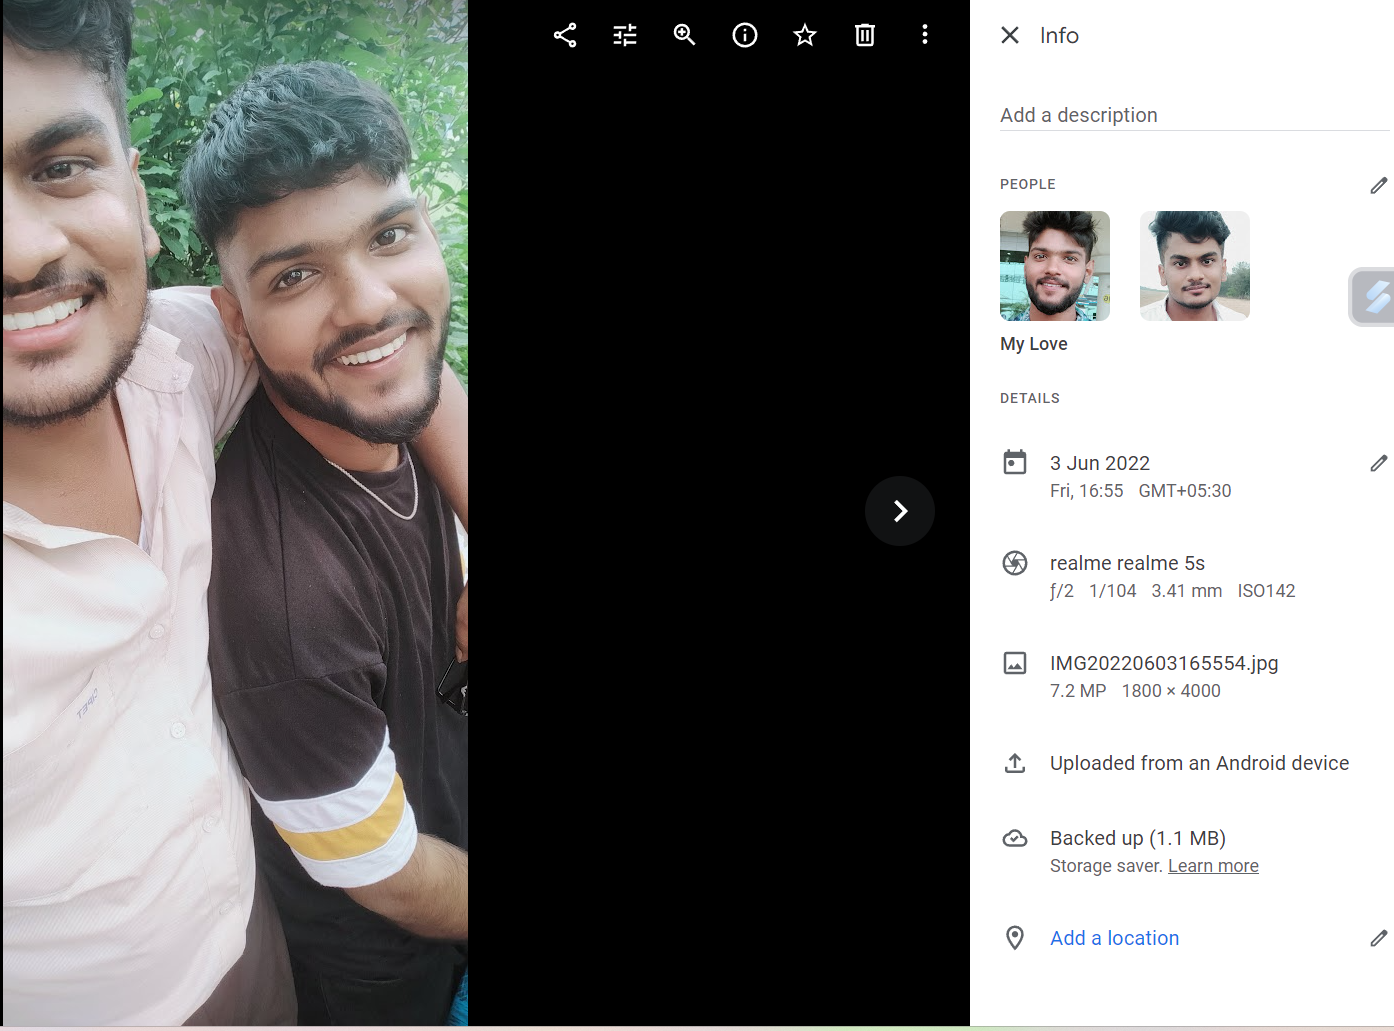 Info
Add a description
PEOPLE
My Love
DETAILS
3 Jun 2022
Fri, 16:55 GMT+05:30
realme realme 5s
ƒ/2 1/104 3.41 mm ISO142
IMG20220603165554.jpg
7.2 MP 1800 × 4000
Uploaded from an Android device
Backed up (1.1 MB)
Storage saver. Learn more
Add a location